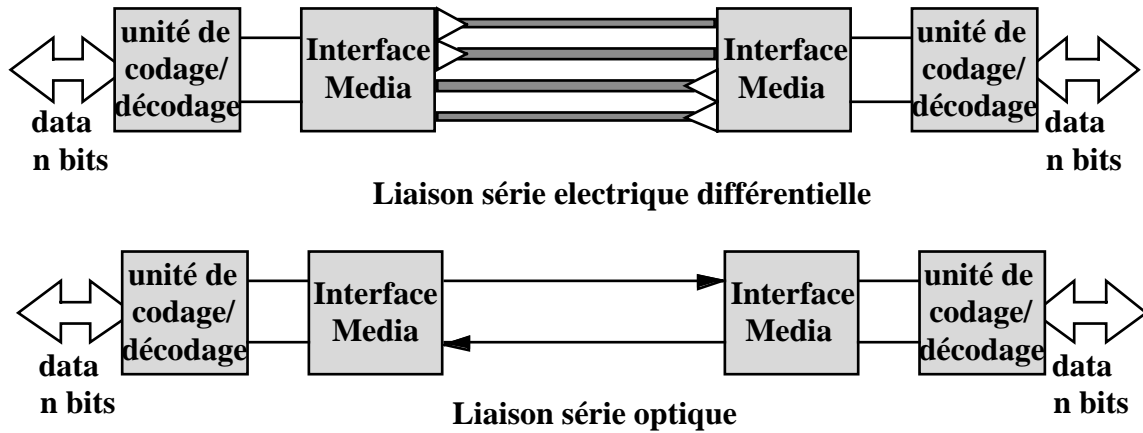 unité de
codage/
décodage
Interface
Media
Interface
Media
unité de
codage/
décodage
data
n bits
data
n bits
Liaison série electrique différentielle
unité de
codage/
décodage
Interface
Media
Interface
Media
unité de
codage/
décodage
data
n bits
data
n bits
Liaison série optique